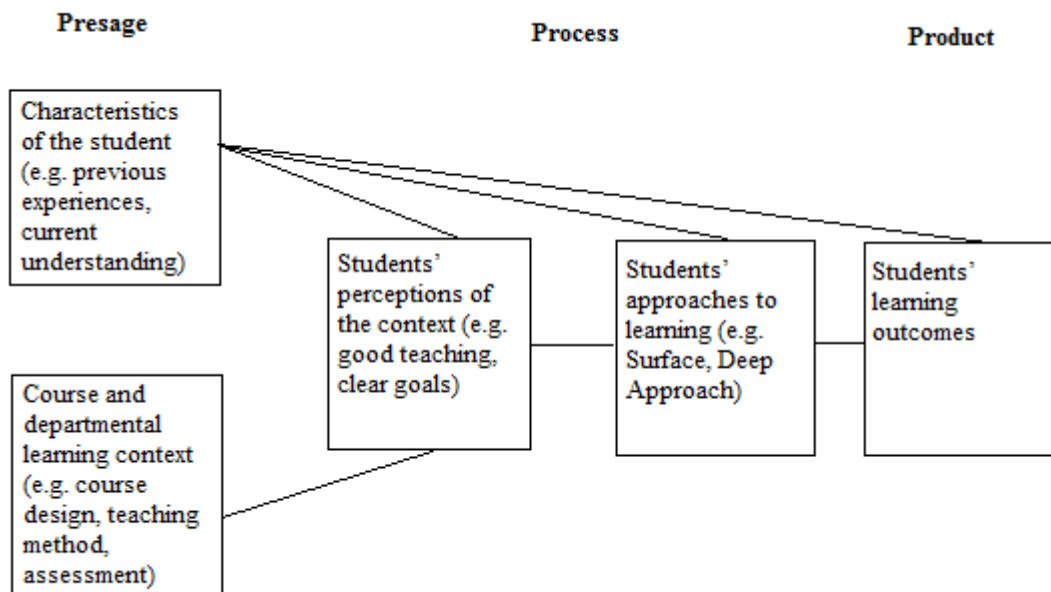 Presage
Process
Product
Characteristics
of the student
(e.g. previous
experiences,
current
understanding)
Students’
perceptions of
the context (e.g.
good teaching,
clear goals)
Students’
approaches to
learning (e.g.
Surface, Deep
Approach)
Students’
learning
outcomes
Course and
departmental
learning context
(e.g. course
design, teaching
method,
assessment)